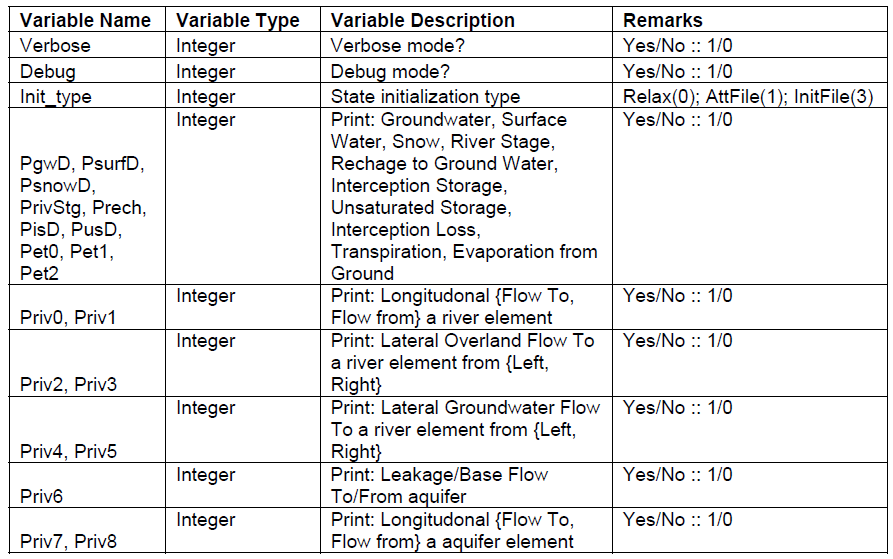 Variable Name Variable Type Variable Description Remarks
Verbose Integer Verbose mode? Yes/No :: 1/0
Debug Integer Debug mode? Yes/No :: 1/0
Init_type Integer State initialization type Relax(0); AttFile(1); InitFile(3)
PgwD, PsurfD,
PsnowD,
PrivStg, Prech,
PisD, PusD,
Pet0, Pet1,
Pet2
Integer
Print: Groundwater, Surface
Water, Snow, River Stage,
Rechage to Ground Water,
Interception Storage,
Unsaturated Storage,
Interception Loss,
Transpiration, Evaporation from
Ground
Yes/No :: 1/0
Priv0, Priv1
Integer
Print: Longitudonal {Flow To,
Flow from} a river element
Yes/No :: 1/0
Priv2, Priv3
Integer
Print: Lateral Overland Flow To
a river element from {Left,
Right}
Yes/No :: 1/0
Priv4, Priv5
Integer
Print: Lateral Groundwater Flow
To a river element from {Left,
Right}
Yes/No :: 1/0
Priv6
Integer
Print: Leakage/Base Flow
To/From aquifer
Yes/No :: 1/0
Priv7, Priv8
Integer
Print: Longitudonal {Flow To,
Flow from} a aquifer element
Yes/No :: 1/0